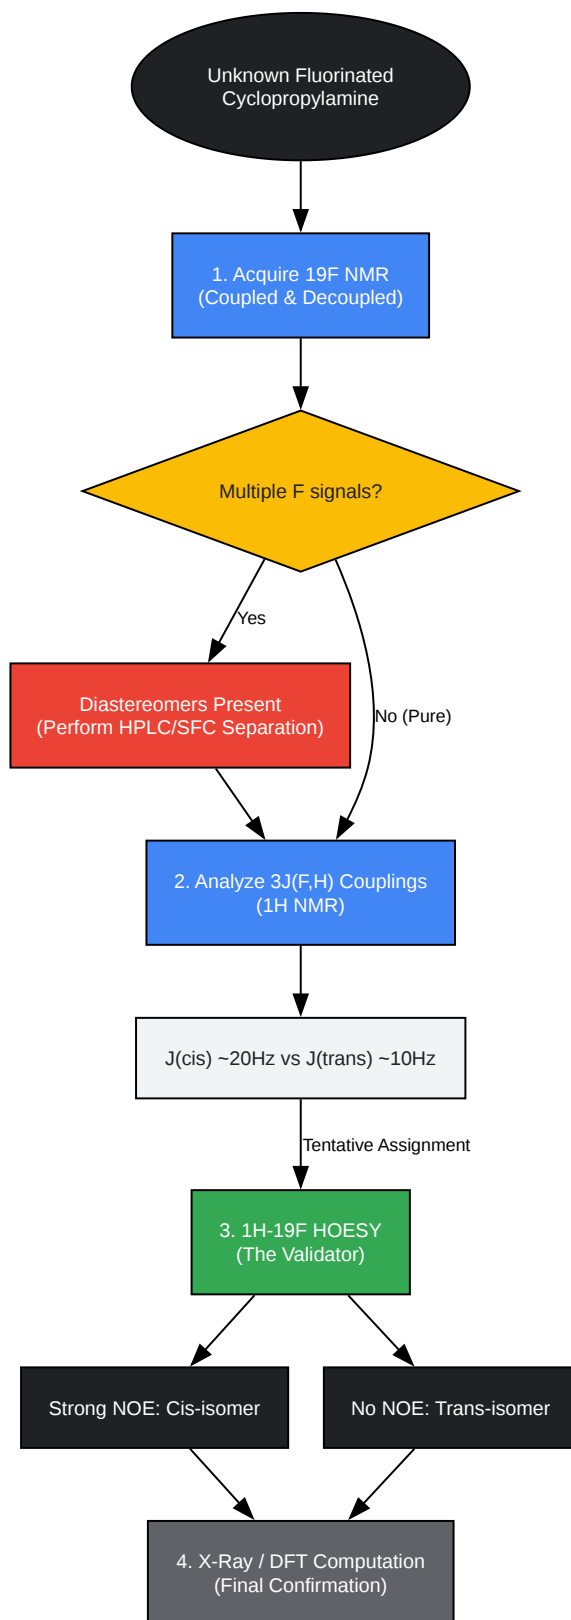 Unknown Fluorinated
Cyclopropylamine
1. Acquire 19F NMR
(Coupled & Decoupled)
Multiple F signals?
Yes
Diastereomers Present
(Perform HPLC/SFC Separation)
No (Pure)
2. Analyze 3J(F,H) Couplings
(1H NMR)
J(cis) ~20Hz vs J(trans) ~10Hz
Tentative Assignment
3. 1H-19F HOESY
(The Validator)
Strong NOE: Cis-isomer
No NOE: Trans-isomer
4. X-Ray / DFT Computation
(Final Confirmation)